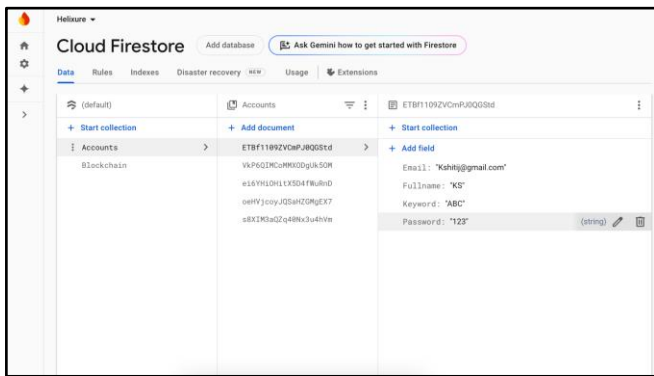 Helixure
Cloud Firestore
Add database
Ask Gemini how to get started with Firestore
Data Rules Indexes Disaster recovery NEW Usage Extensions
(default)
Accounts
ETBf1109ZVCmPJ0QGStd
+ Start collection
+ Add document
+ Start collection
Accounts
Blockchain
ETBf1109ZVCmPJ0QGStd
VkP6QIMCoMMXODgUk5OM
ei6YHiOHitX5D4fWuRnD
oeHVjcoyJQSaHZGMgEX7
s8XIM3aQZq40Nx3u4hVm
+ Add field
Email: "Kshitij@gmail.com"
Fullname: "KS"
Keyword: "ABC"
Password: "123"
(string)